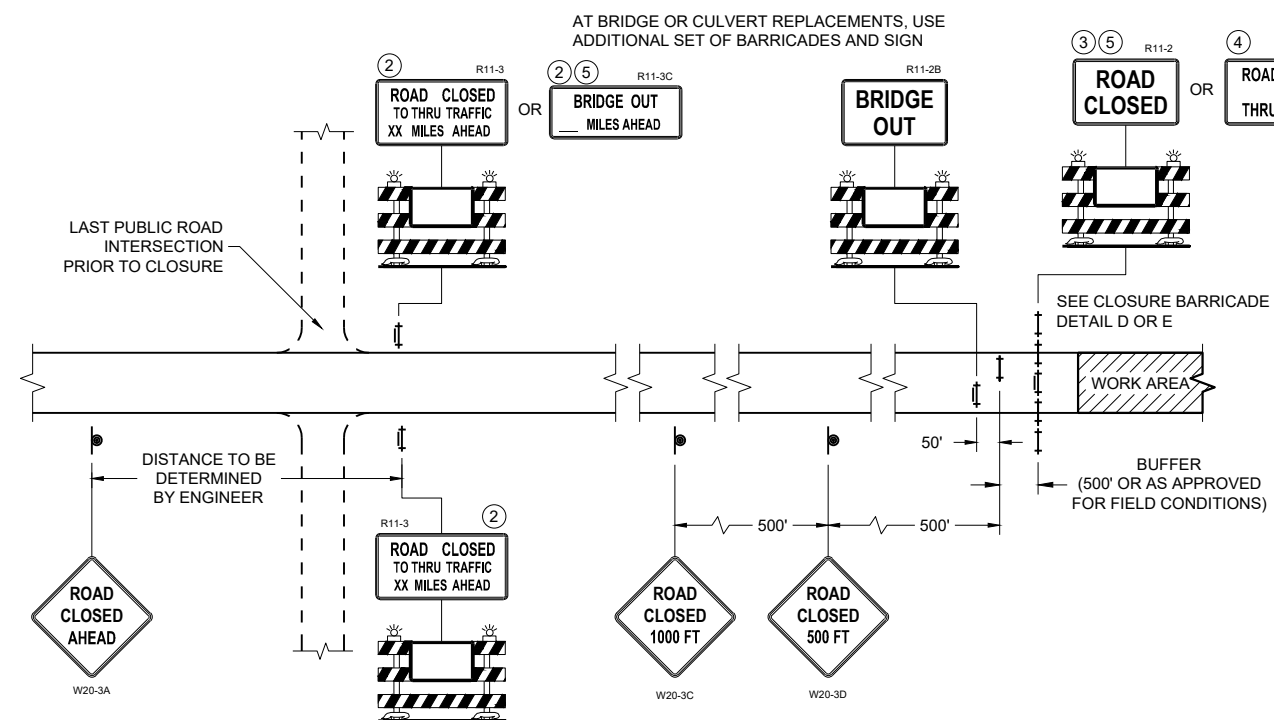 AT BRIDGE OR CULVERT REPLACEMENTS, USE
ADDITIONAL SET OF BARRICADES AND SIGN
2
R11-3
ROAD CLOSED
TO THRU TRAFFIC
XX MILES AHEAD
OR
2 5
R11-3C
BRIDGE OUT
__ MILES AHEAD
R11-2B
BRIDGE
OUT
3 5
R11-2
ROAD
CLOSED
OR
4
ROAD
THRU
LAST PUBLIC ROAD
INTERSECTION
PRIOR TO CLOSURE
SEE CLOSURE BARRICADE
DETAIL D OR E
WORK AREA
50'
DISTANCE TO BE
DETERMINED
BY ENGINEER
BUFFER
(500' OR AS APPROVED
FOR FIELD CONDITIONS)
R11-3
2
ROAD CLOSED
TO THRU TRAFFIC
XX MILES AHEAD
500'
500'
ROAD
CLOSED
AHEAD
W20-3A
ROAD
CLOSED
1000 FT
W20-3C
ROAD
CLOSED
500 FT
W20-3D